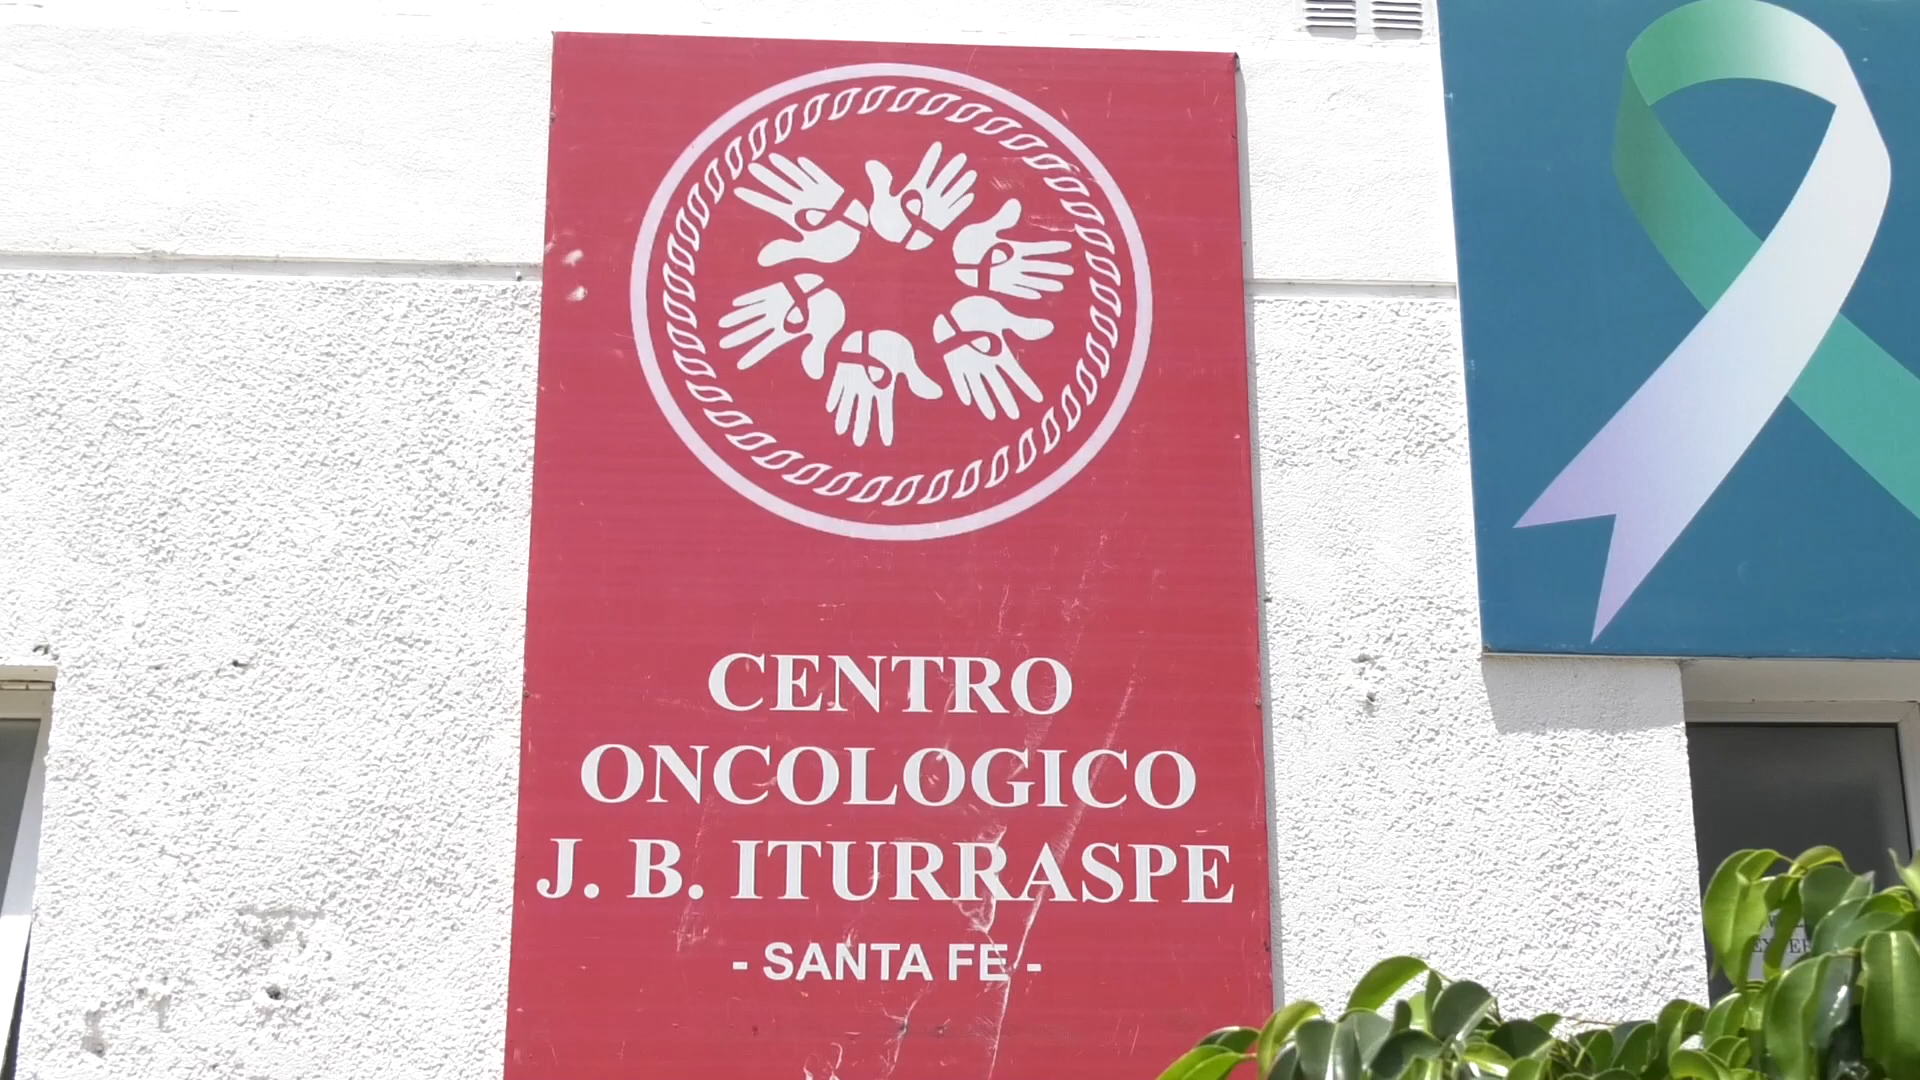 CENTRO
ONCOLOGICO
J. B. ITURRASPE
- SANTA FE -